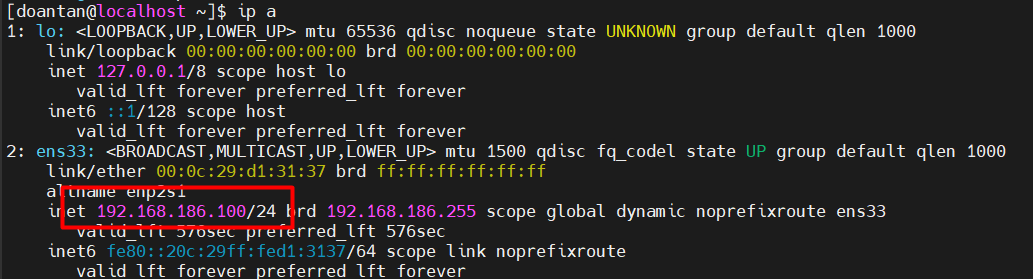 [doantan@localhost ~]$ ip a
1: lo: <LOOPBACK,UP,LOWER_UP> mtu 65536 qdisc noqueue state UNKNOWN group default qlen 1000
link/loopback 00:00:00:00:00:00 brd 00:00:00:00:00:00
inet 127.0.0.1/8 scope host lo
valid_lft forever preferred_lft forever
inet6 ::1/128 scope host
valid_lft forever preferred_lft forever
2: ens33: <BROADCAST,MULTICAST,UP,LOWER_UP> mtu 1500 qdisc fq_codel state UP group default qlen 1000
link/ether 00:0c:29:d1:31:37 brd ff:ff:ff:ff:ff:ff
altname enp2s1
inet 192.168.186.100/24 brd 192.168.186.255 scope global dynamic noprefixroute ens33
valid_lft 576sec preferred_lft 576sec
inet6 fe80::20c:29ff:fed1:3137/64 scope link noprefixroute
valid_lft forever preferred_lft forever